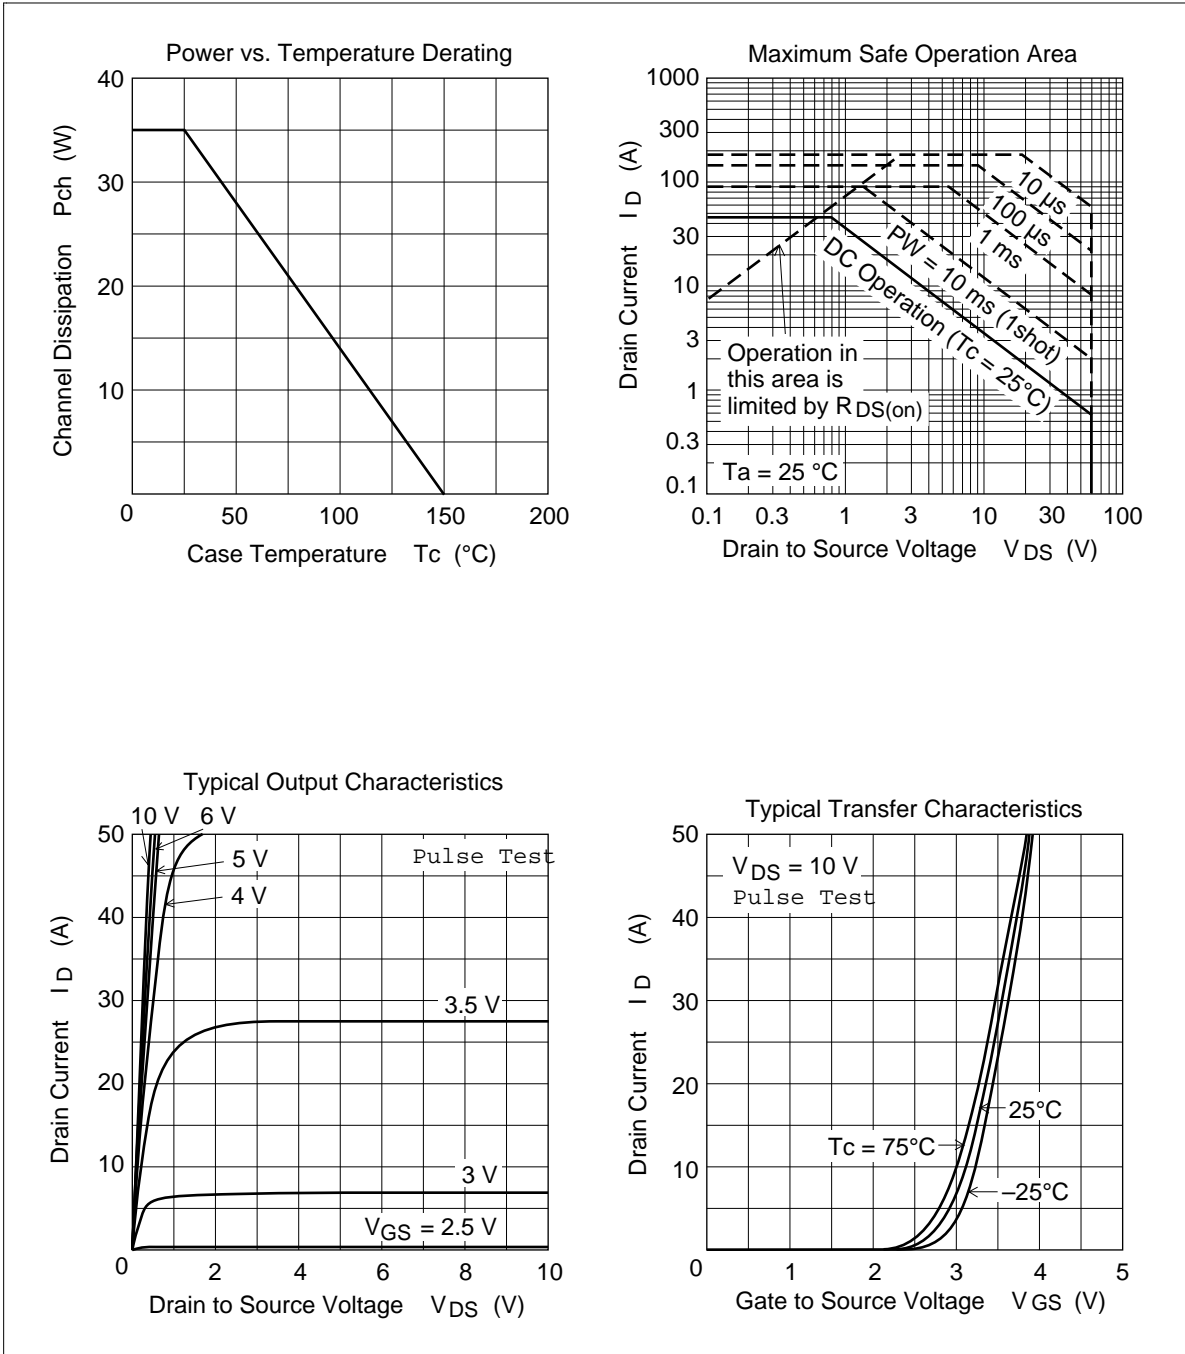 Power vs. Temperature Derating
40
30
20
10
0
50
100
150
200
Channel Dissipation Pch (W)
Case Temperature Tc (°C)
Maximum Safe Operation Area
1000
300
100
30
10
3
1
0.3
0.1
0.1
0.3
1
3
10
30
100
Drain Current I D (A)
10 µs
100 µs
1 ms
PW = 10 ms (1shot)
DC Operation (Tc = 25°C)
Operation in
this area is
limited by R DS(on)
Ta = 25 °C
Drain to Source Voltage V DS (V)
Typical Output Characteristics
10 V
6 V
5 V
4 V
Pulse Test
3.5 V
3 V
VGS = 2.5 V
50
40
30
20
10
0
2
4
6
8
10
Drain Current I D (A)
Drain to Source Voltage V DS (V)
Typical Transfer Characteristics
V DS = 10 V
Pulse Test
25°C
Tc = 75°C
–25°C
50
40
30
20
10
0
1
2
3
4
5
Drain Current I D (A)
Gate to Source Voltage V GS (V)